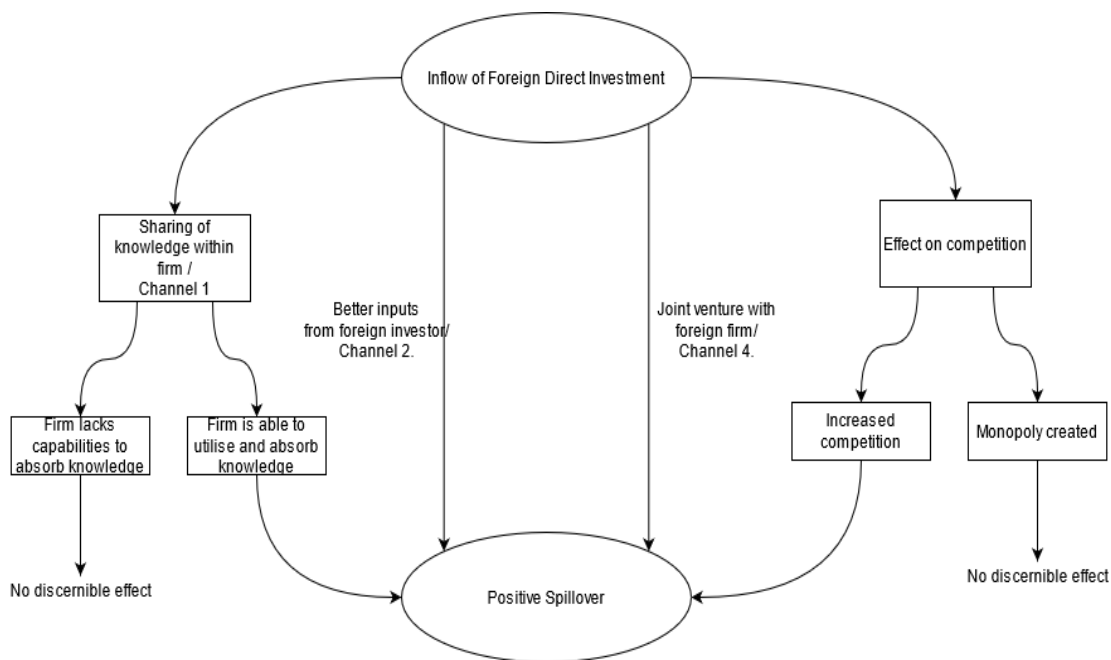 Inflow of Foreign Direct Investment
Sharing of
knowledge within
firm /
Channel 1
Effect on competition
Better inputs
from foreign investor/
Channel 2.
Joint venture with
foreign firm/
Channel 4.
Firm lacks
capabilities to
absorb knowledge
Firm is able to
utilise and absorb
knowledge
Increased
competition
Monopoly created
No discernible effect
Positive Spillover
No discernible effect